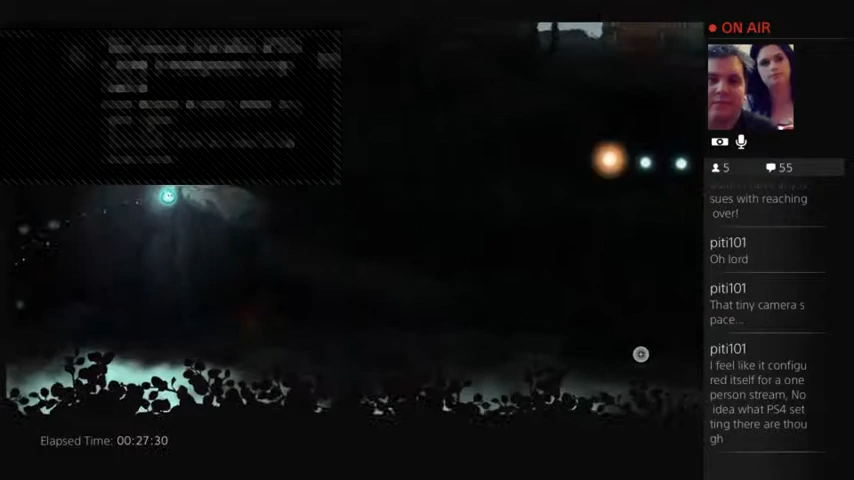 ON AIR
5 55
sues with reaching
over!
piti101
Oh lord
piti101
That tiny camera s
pace...
piti101
I feel like it configu
red itself for a one
person stream, No
idea what PS4 set
ting there are thou
gh
Elapsed Time: 00:27:30